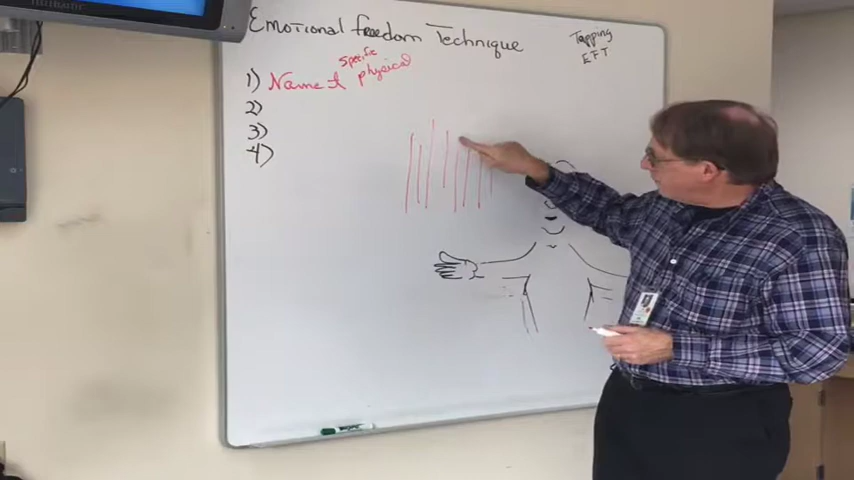 Emotional freedom Technique
Tapping
EFT
specific
1) Name it physical
2)
3)
4)